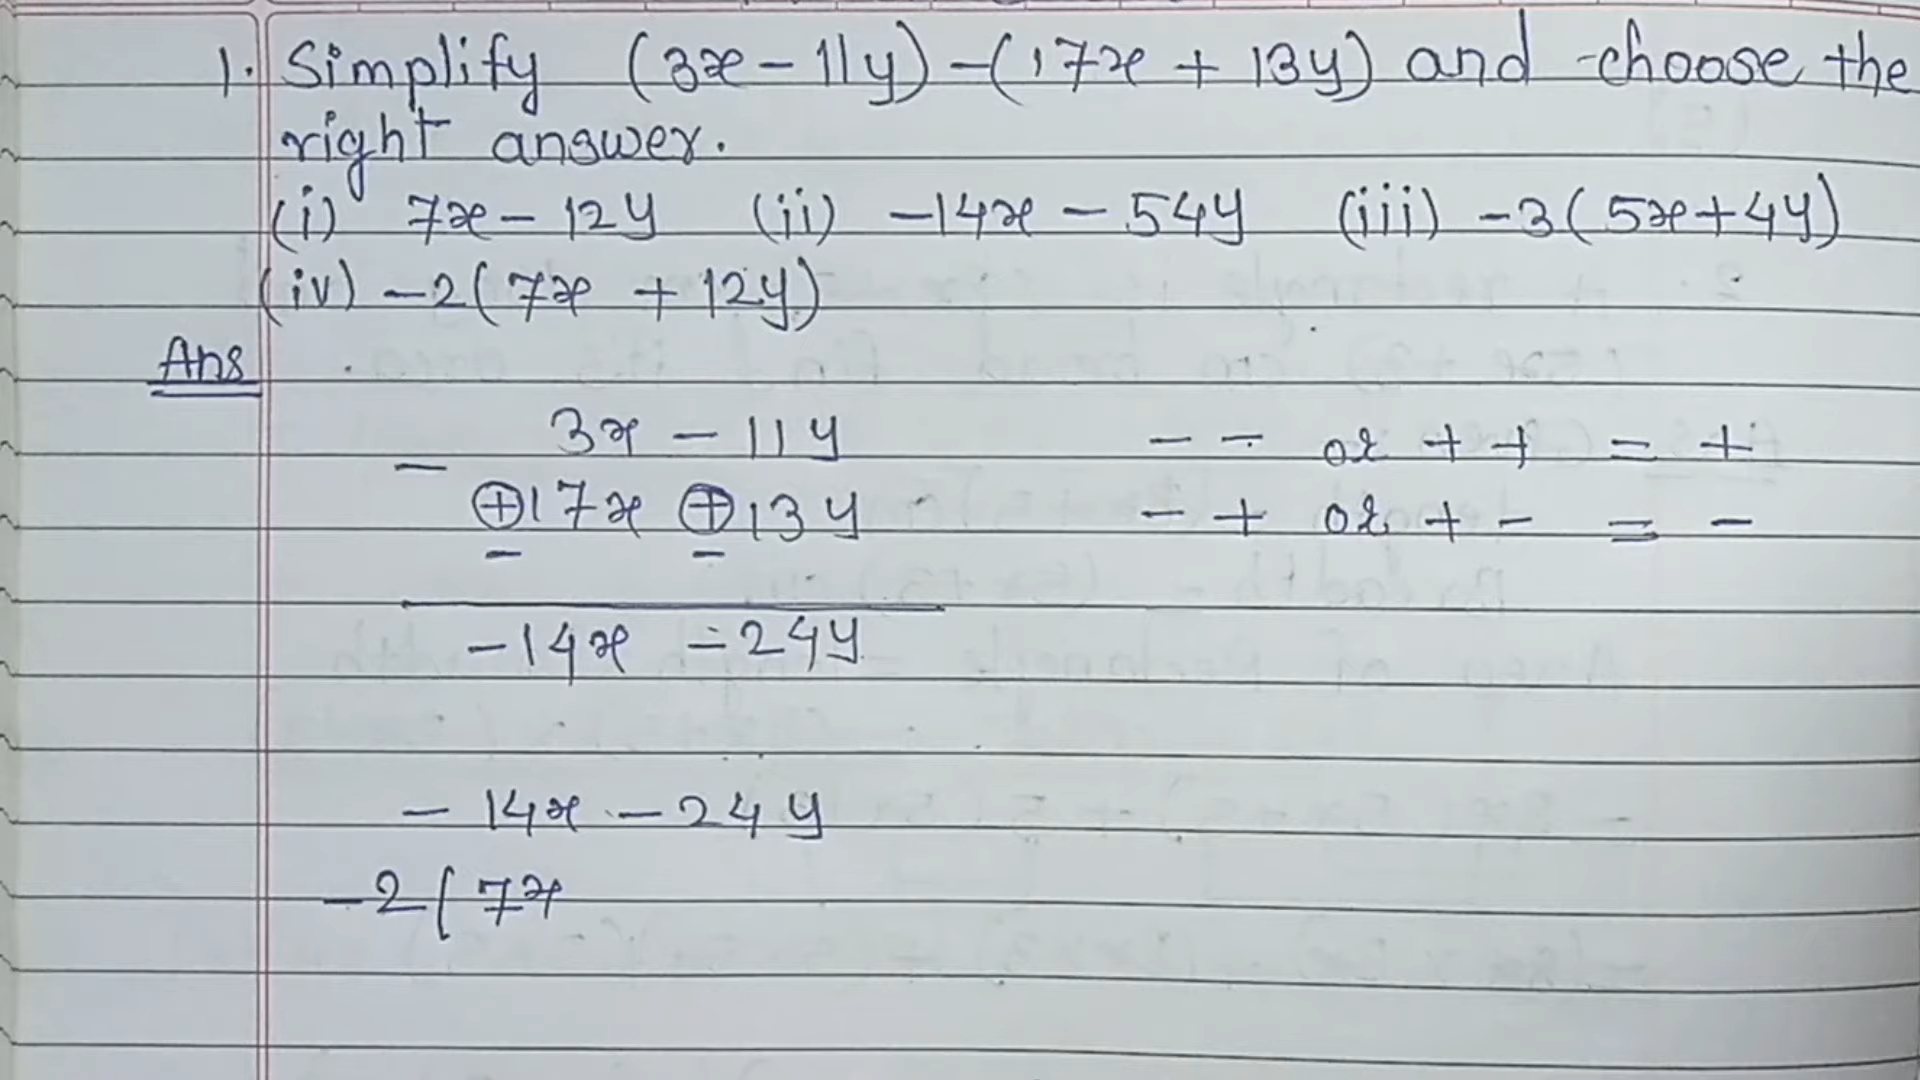 1. Simplify (3x - 11y) - (17x + 13y) and choose the
right answer.
(i) 7x - 12y (ii) -14x - 54y (iii) -3(5x+4y)
(iv) -2(7x + 12y)
Ans
3x - 11y - - or + + = +
-
⊕17x ⊕13y - + or + - = -
- -
-14x -24y
- 14x - 24y
-2(7x